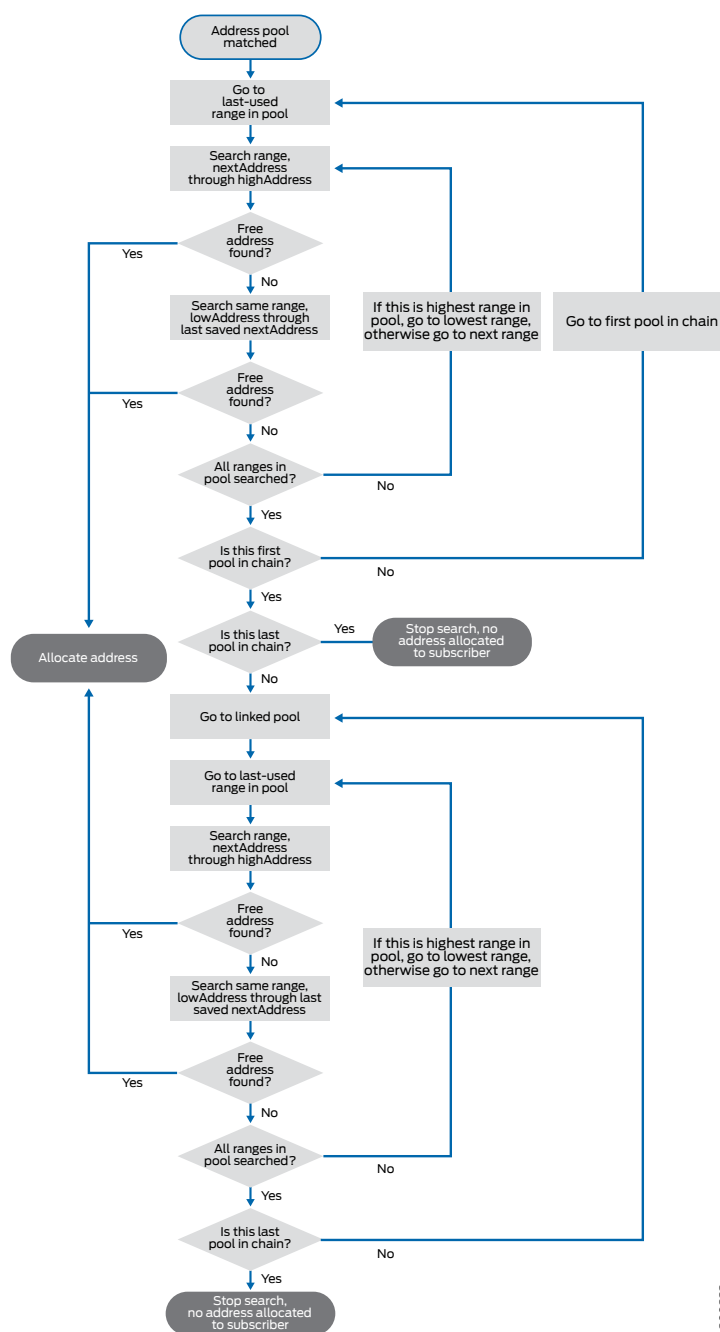 Address pool
matched
Go to
last-used
range in pool
Search range,
nextAddress
through highAddress
Free
address
found?
Yes
No
Search same range,
lowAddress through
last saved nextAddress
If this is highest range in
pool, go to lowest range,
otherwise go to next range
Go to first pool in chain
Free
address
found?
Yes
No
All ranges in
pool searched?
No
Yes
Is this first
pool in chain?
No
Yes
Is this last
pool in chain?
Yes
Stop search, no
address allocated
to subscriber
Allocate address
No
Go to linked pool
Go to last-used
range in pool
Search range,
nextAddress
through highAddress
Free
address
found?
Yes
No
If this is highest range in
pool, go to lowest range,
otherwise go to next range
Search same range,
lowAddress through last
saved nextAddress
Free
address
found?
Yes
No
All ranges in
pool searched?
No
Yes
Is this last
pool in chain?
No
Yes
Stop search,
no address allocated
to subscriber